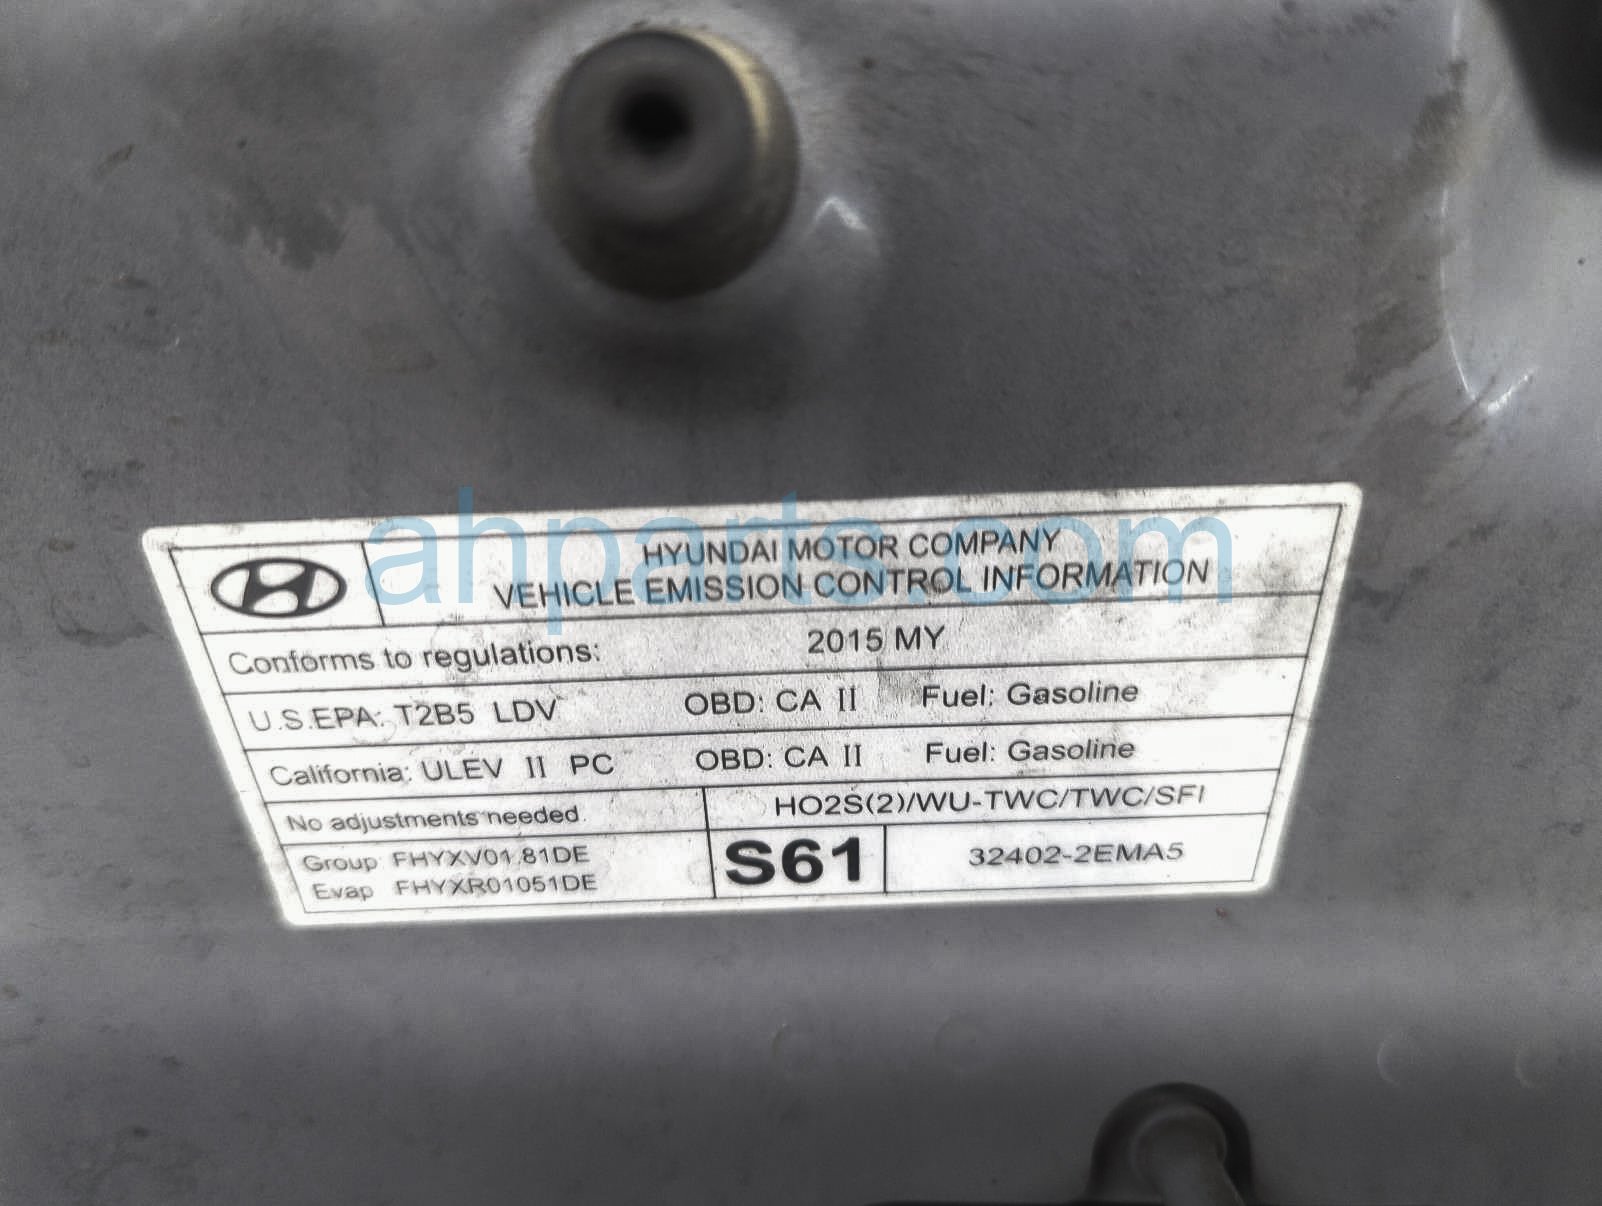 HYUNDAI MOTOR COMPANY
VEHICLE EMISSION CONTROL INFORMATION
ahparts.com
Conforms to regulations: 2015 MY
U.S.EPA: T2B5 LDV OBD: CA II Fuel: Gasoline
California: ULEV II PC OBD: CA II Fuel: Gasoline
No adjustments needed. HO2S(2)/WU-TWC/TWC/SFI
Group FHYXV01.81DE
Evap FHYXR01051DE
S61 32402-2EMA5